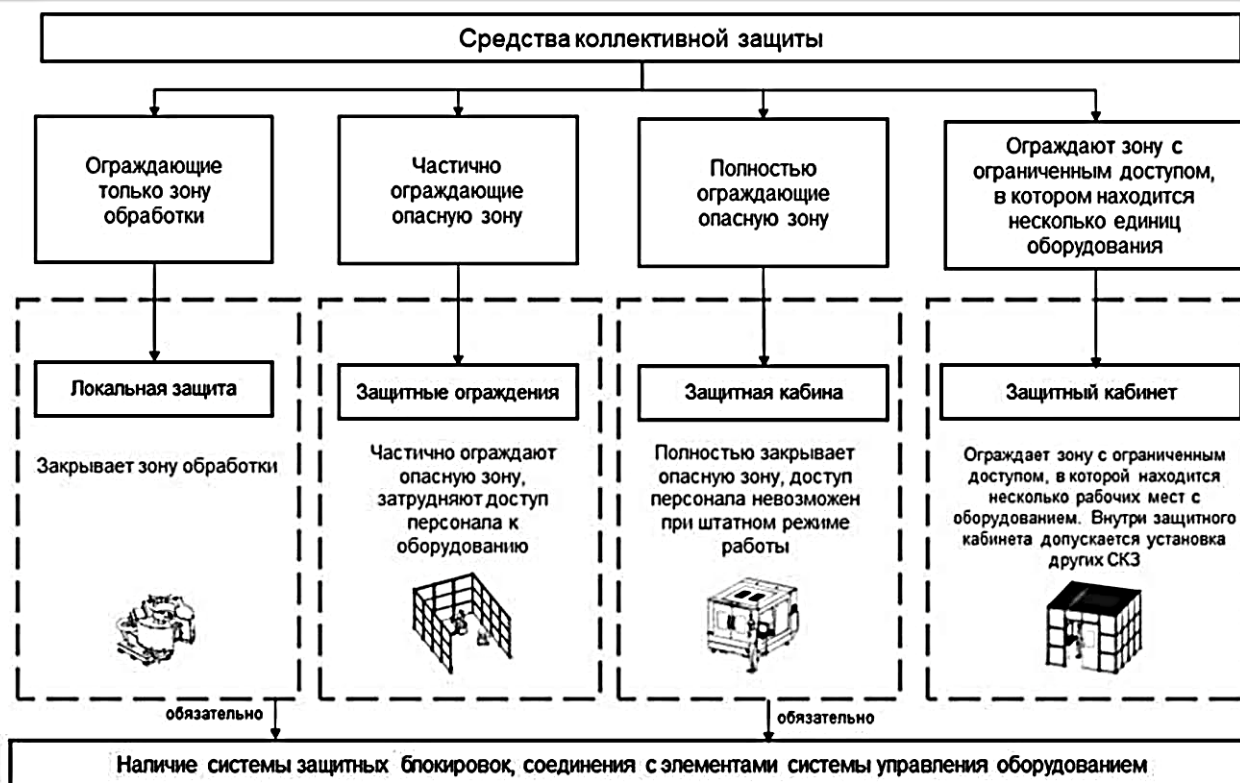 Средства коллективной защиты
Ограждающие
только зону
обработки
Частично
ограждающие
опасную зону
Полностью
ограждающие
опасную зону
Ограждают зону с
ограниченным доступом,
в котором находится
несколько единиц
оборудования
Локальная защита
Закрывает зону обработки
Защитные ограждения
Частично ограждают
опасную зону,
затрудняют доступ
персонала к
оборудованию
Защитная кабина
Полностью закрывает
опасную зону, доступ
персонала невозможен
при штатном режиме
работы
Защитный кабинет
Ограждает зону с ограниченным
доступом, в которой находится
несколько рабочих мест с
оборудованием. Внутри защитного
кабинета допускается установка
других СКЗ
обязательно
обязательно
Наличие системы защитных блокировок, соединения с элементами системы управления оборудованием